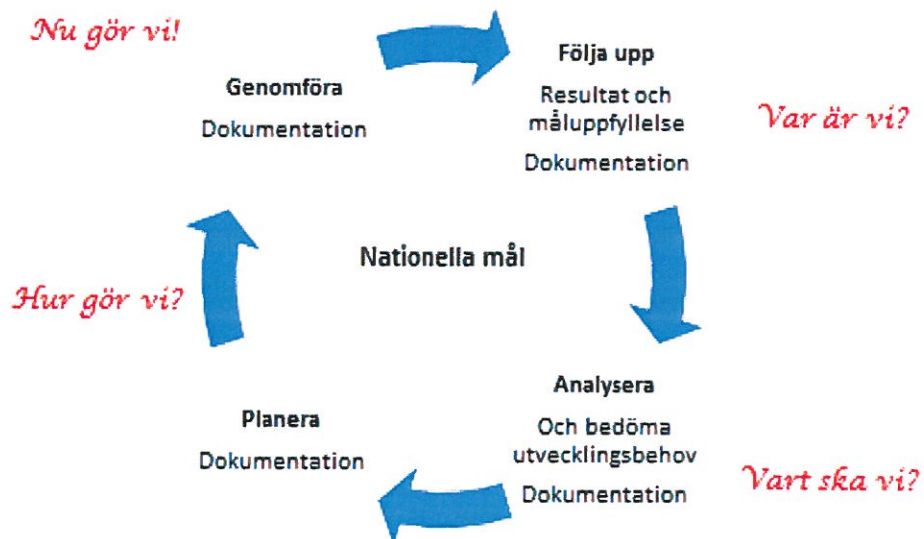 Nu gör vi!
Genomföra
Dokumentation
Följa upp
Resultat och
måluppfyllelse
Dokumentation
Var är vi?
Nationella mål
Hur gör vi?
Planera
Dokumentation
Analysera
Och bedöma
utvecklingsbehov
Dokumentation
Vart ska vi?